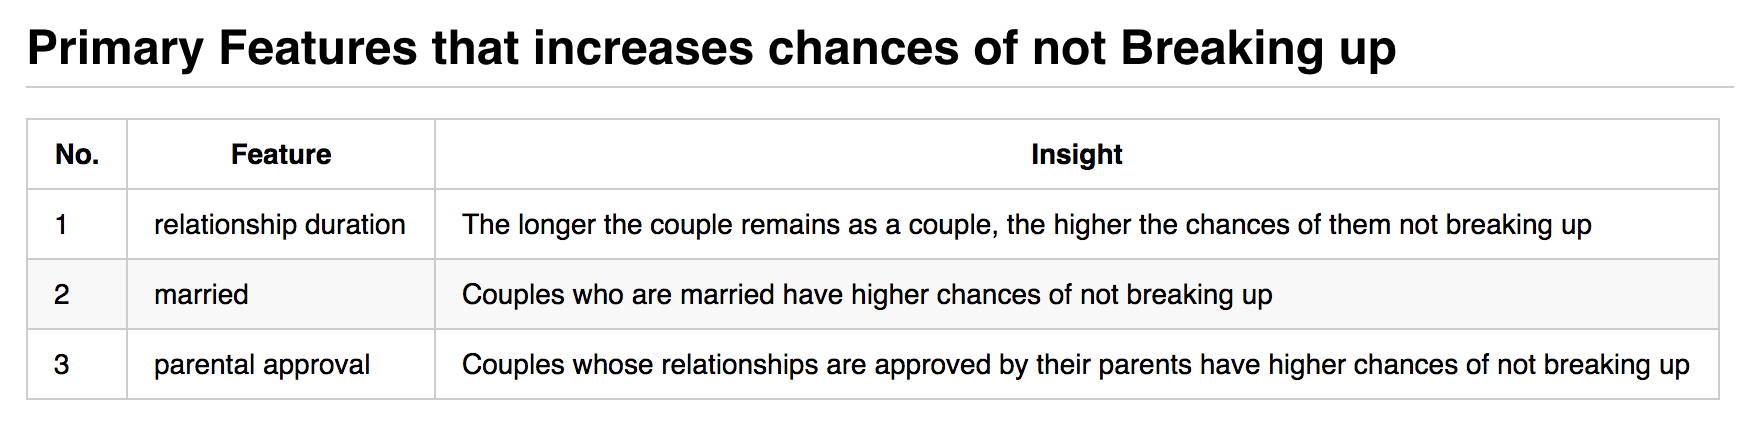 Primary Features that increases chances of not Breaking up
No. Feature Insight
1 relationship duration The longer the couple remains as a couple, the higher the chances of them not breaking up
2 married Couples who are married have higher chances of not breaking up
3 parental approval Couples whose relationships are approved by their parents have higher chances of not breaking up